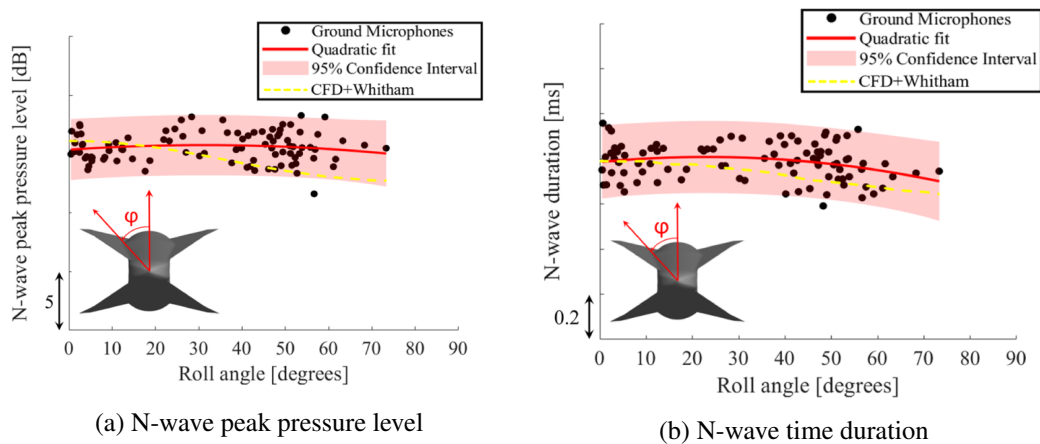 Ground Microphones
Quadratic fit
95% Confidence Interval
CFD+Whitham
N-wave peak pressure level [dB]
φ
5
0 10 20 30 40 50 60 70 80 90
Roll angle [degrees]
(a) N-wave peak pressure level
Ground Microphones
Quadratic fit
95% Confidence Interval
CFD+Whitham
N-wave duration [ms]
φ
0.2
0 10 20 30 40 50 60 70 80 90
Roll angle [degrees]
(b) N-wave time duration